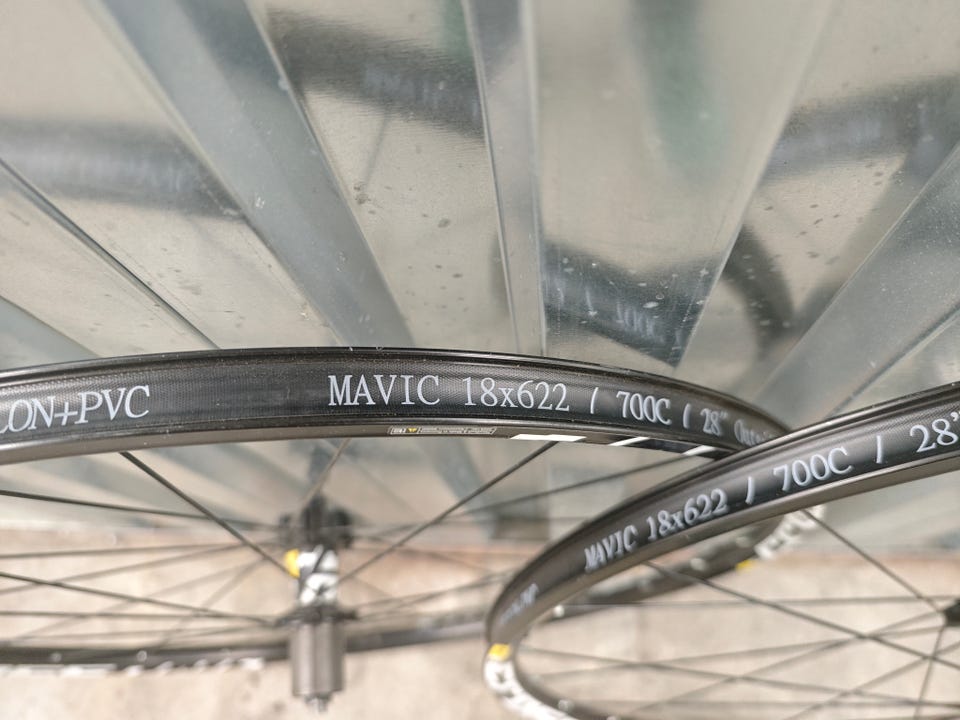 LON+PVC MAVIC 18x622 / 700C / 28"
MAVIC 18x622 / 700C / 28"